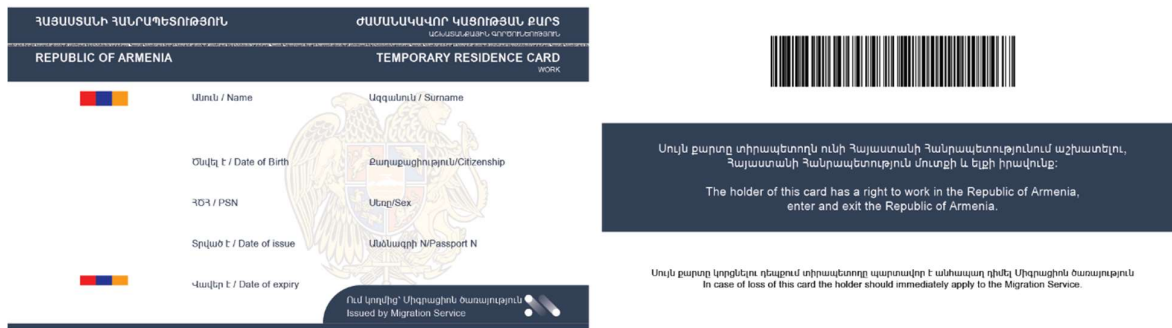 ՀԱՅԱՍՏԱՆԻ ՀԱՆՐԱՊԵՏՈՒԹՅՈՒՆ
ԺԱՄԱՆԱԿԱՎՈՐ ԿԱՑՈՒԹՅԱՆ ՔԱՐՏ
ԱՇԽԱՏԱՆՔԱՅԻՆ ԳՈՐԾՈՒՆԵՈՒԹՅՈՒՆ
REPUBLIC OF ARMENIA
TEMPORARY RESIDENCE CARD
WORK
Անուն / Name
Ազգանուն / Surname
Ծնվել է / Date of Birth
Քաղաքացիություն/Citizenship
ՀԾՀ / PSN
Սեռը/Sex
Տրված է / Date of issue
Անձնագրի N/Passport N
Վավեր է / Date of expiry
Ում կողմից՝ Միգրացիոն ծառայություն
Issued by Migration Service
Սույն քարտը տիրապետողն ունի Հայաստանի Հանրապետությունում աշխատելու,
Հայաստանի Հանրապետություն մուտքի և ելքի իրավունք:
The holder of this card has a right to work in the Republic of Armenia,
enter and exit the Republic of Armenia.
Սույն քարտը կորցնելու դեպքում տիրապետողը պարտավոր է անհապաղ դիմել Միգրացիոն ծառայություն
In case of loss of this card the holder should immediately apply to the Migration Service.